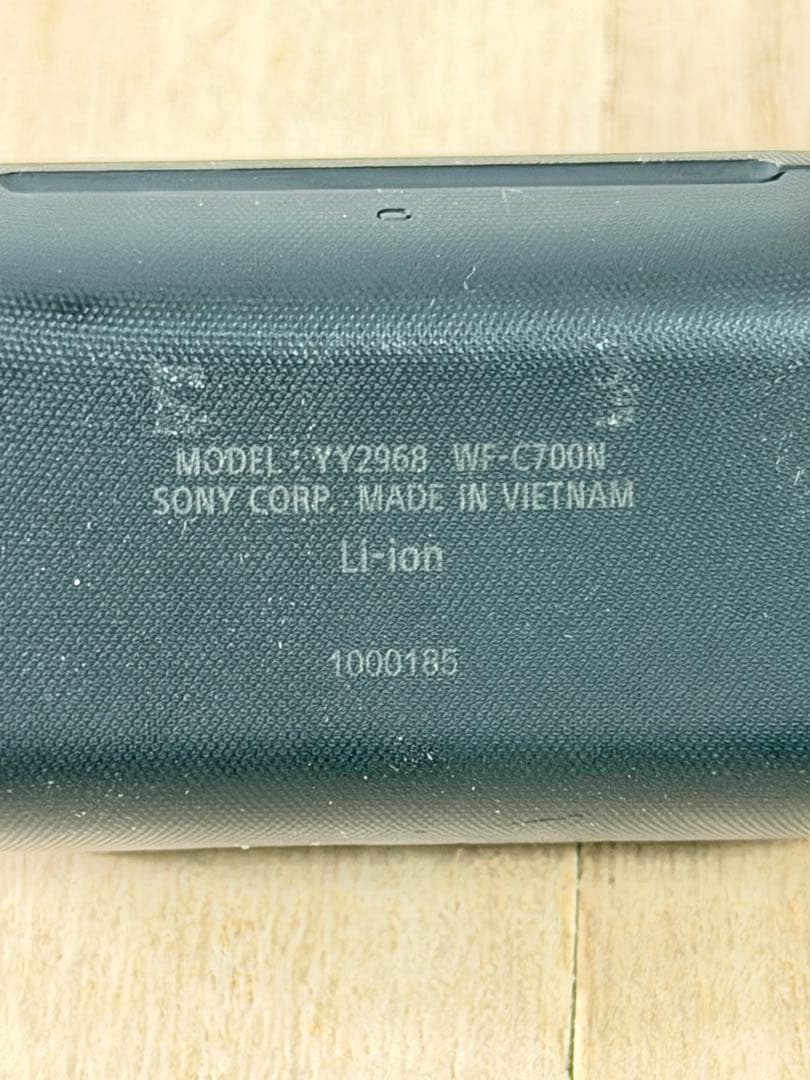 MODEL : YY2968 WF-C700N
SONY CORP. MADE IN VIETNAM
Li-ion
1000185